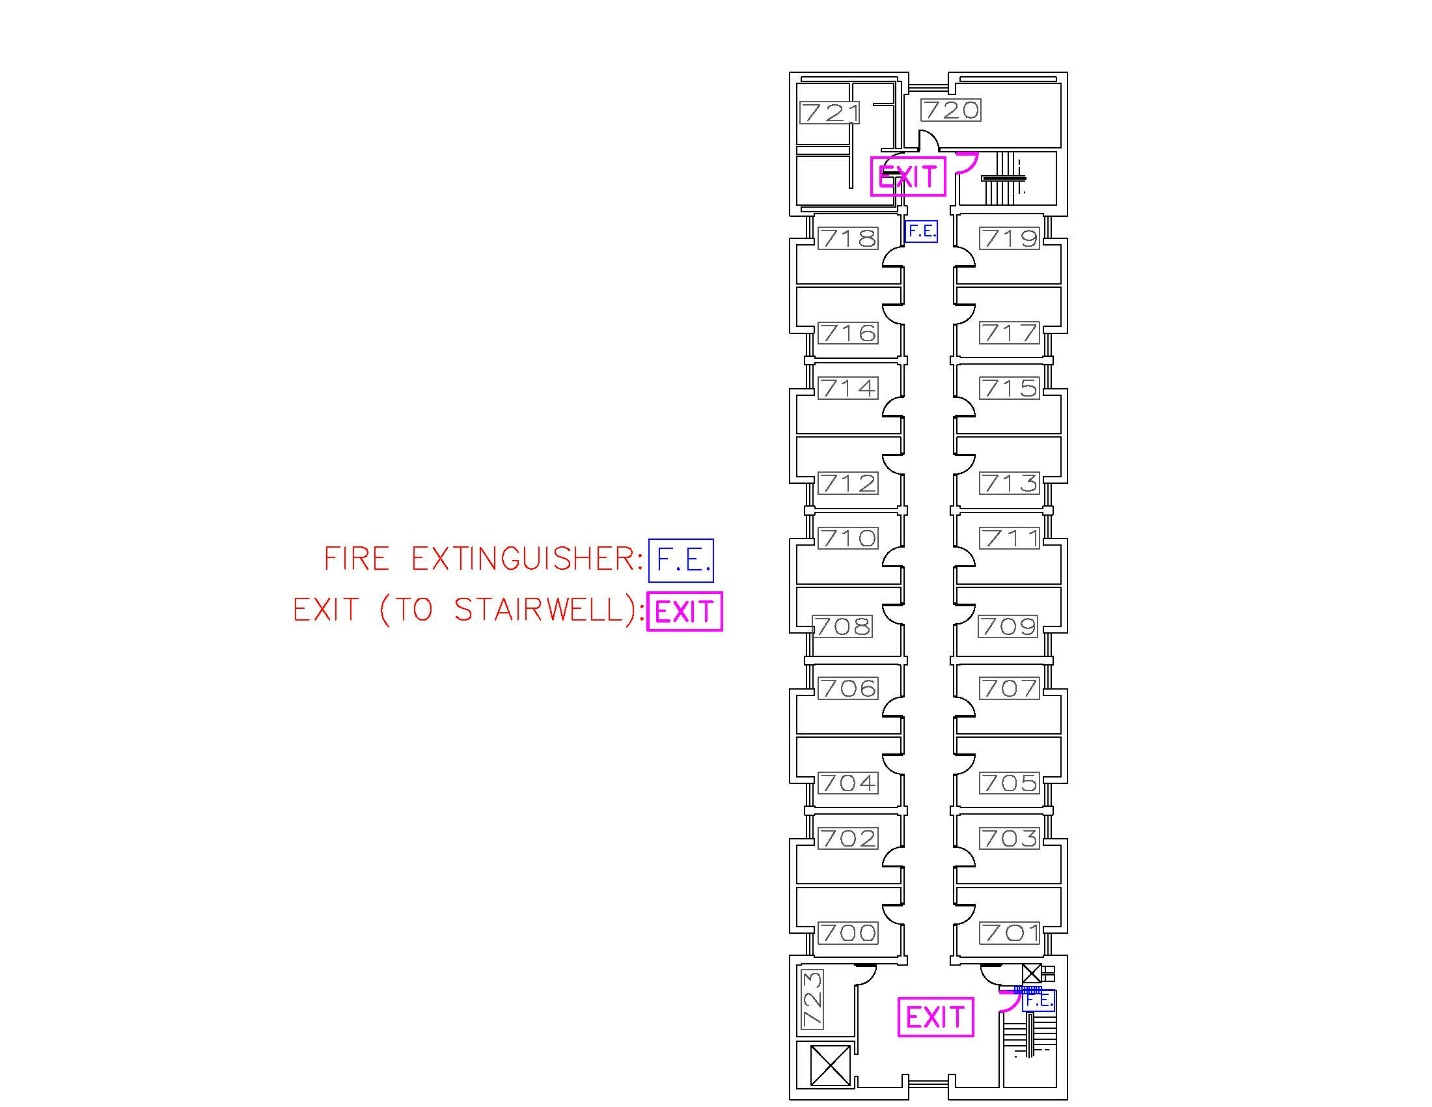 721 720
EXIT
F.E.
718 719
716 717
714 715
712 713
710 711
FIRE EXTINGUISHER: F.E.
EXIT (TO STAIRWELL): EXIT
708 709
706 707
704 705
702 703
700 701
723
F.E.
EXIT